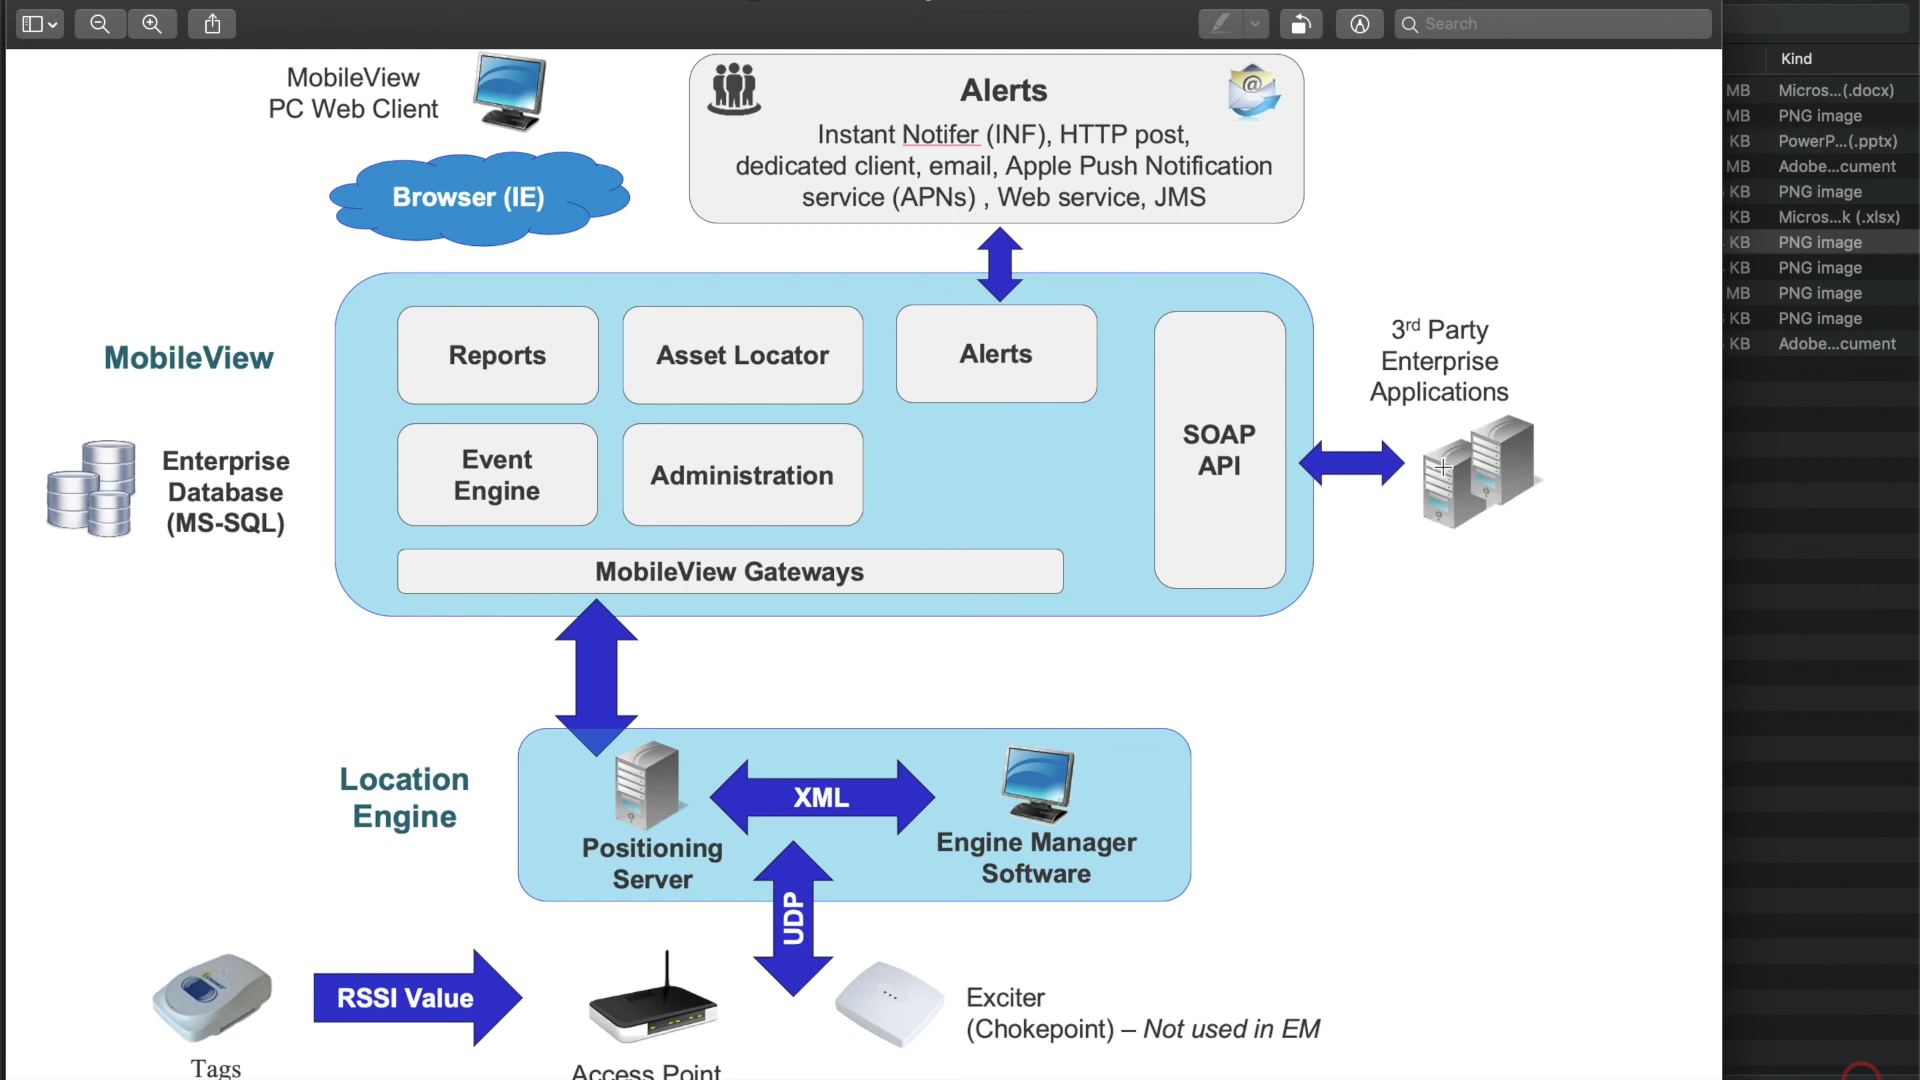 Search
MobileView
PC Web Client
Alerts
Instant Notifer (INF), HTTP post,
dedicated client, email, Apple Push Notification
service (APNs) , Web service, JMS
Browser (IE)
MobileView
Enterprise
Database
(MS-SQL)
Reports
Asset Locator
Alerts
Event
Engine
Administration
MobileView Gateways
SOAP
API
3rd Party
Enterprise
Applications
Location
Engine
Positioning
Server
XML
Engine Manager
Software
UDP
Tags
RSSI Value
Access Point
Exciter
(Chokepoint) – Not used in EM
Kind
MB Micros...(.docx)
MB PNG image
KB PowerP...(.pptx)
MB Adobe...cument
KB PNG image
KB Micros...k (.xlsx)
KB PNG image
KB PNG image
MB PNG image
KB PNG image
KB Adobe...cument